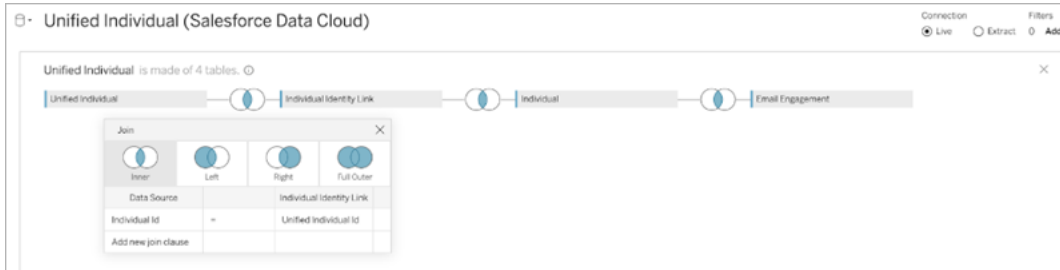 Unified Individual (Salesforce Data Cloud)
Connection
Live
Extract
Filters
0 Add
Unified Individual is made of 4 tables.
Unified Individual
Individual Identity Link
Individual
Email Engagement
Join
Inner
Left
Right
Full Outer
Data Source
Individual Identity Link
Individual Id = Unified Individual Id
Add new join clause